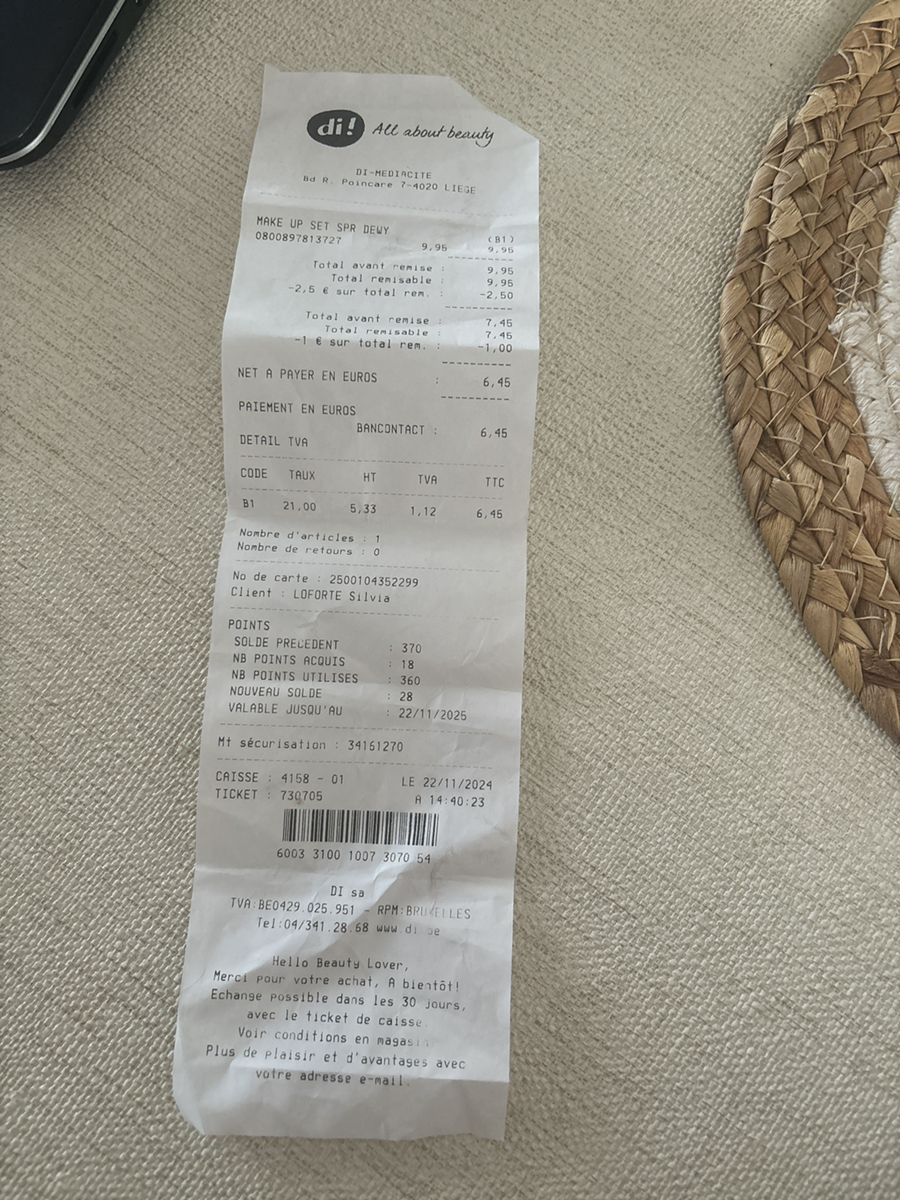 di! All about beauty
DI-MEDIACITE
Bd R. Poincare 7-4020 LIEGE
MAKE UP SET SPR DEWY (B1)
0800897813727 9,95 9,95
Total avant remise : 9,95
Total remisable : 9,95
-2,5 € sur total rem. : -2,50
Total avant remise : 7,45
Total remisable : 7,45
-1 € sur total rem. : -1,00
NET A PAYER EN EUROS : 6,45
PAIEMENT EN EUROS
BANCONTACT : 6,45
DETAIL TVA
CODE TAUX HT TVA TTC
B1 21,00 5,33 1,12 6,45
Nombre d'articles : 1
Nombre de retours : 0
No de carte : 2500104352299
Client : LOFORTE Silvia
POINTS
SOLDE PRECEDENT : 370
NB POINTS ACQUIS : 18
NB POINTS UTILISES : 360
NOUVEAU SOLDE : 28
VALABLE JUSQU'AU : 22/11/2025
Mt sécurisation : 34161270
CAISSE : 4158 - 01 LE 22/11/2024
TICKET : 730705 A 14:40:23
6003 3100 1007 3070 54
DI sa
TVA:BE0429.025.951 - RPM:BRUXELLES
Tel:04/341.28.68 www.di.be
Hello Beauty Lover,
Merci pour votre achat, A bientôt!
Echange possible dans les 30 jours,
avec le ticket de caisse
Voir conditions en magasin
Plus de plaisir et d'avantages avec
votre adresse e-mail.